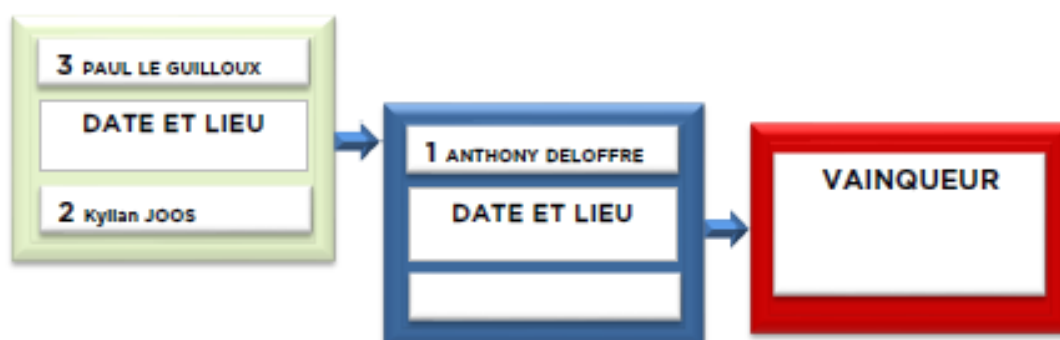 3 PAUL LE GUILLOUX
DATE ET LIEU
2 Kyllan JOOS
1 ANTHONY DELOFFRE
DATE ET LIEU
VAINQUEUR